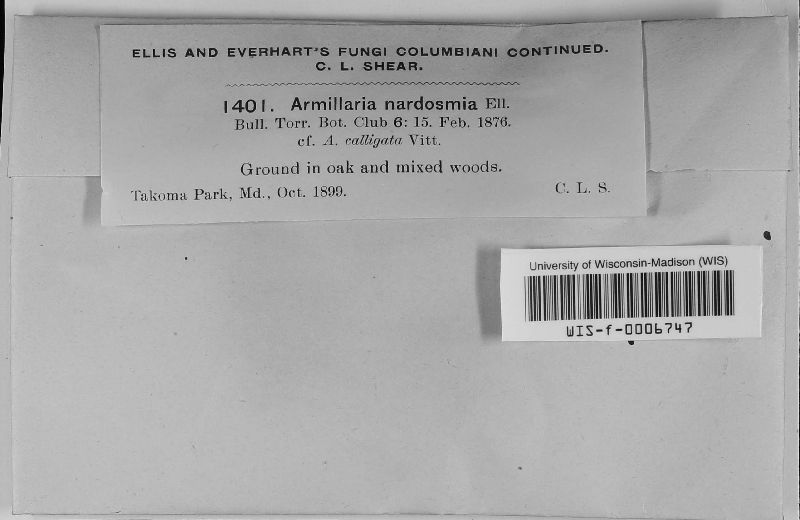 ELLIS AND EVERHART'S FUNGI COLUMBIANI CONTINUED.
C. L. SHEAR.
1401. Armillaria nardosmia Ell.
Bull. Torr. Bot. Club 6: 15. Feb. 1876.
cf. A. calligata Vitt.
Ground in oak and mixed woods.
Takoma Park, Md., Oct. 1899. C. L. S.
University of Wisconsin-Madison (WIS)
WIS-f-0006747